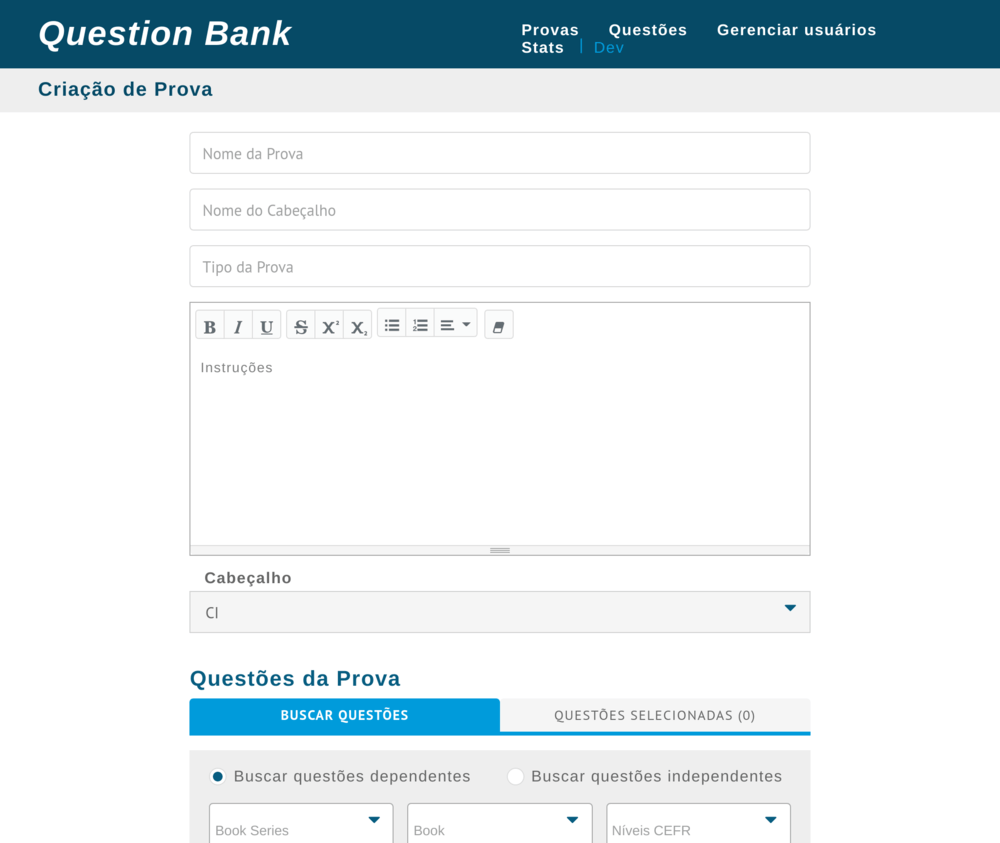 Question Bank
Provas Questões Gerenciar usuários
Stats | Dev
Criação de Prova
Nome da Prova
Nome do Cabeçalho
Tipo da Prova
B I U S X² X₂
Instruções
Cabeçalho
CI
Questões da Prova
BUSCAR QUESTÕES QUESTÕES SELECIONADAS (0)
Buscar questões dependentes Buscar questões independentes
Book Series Book Níveis CEFR